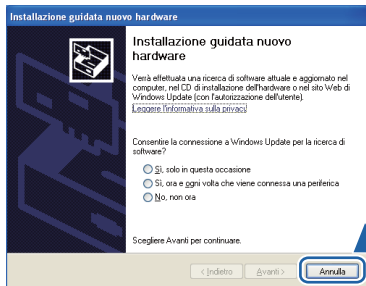 Installazione guidata nuovo hardware
Installazione guidata nuovo
hardware
Verrà effettuata una ricerca di software attuale e aggiornato nel
computer, nel CD di installazione dell'hardware o nel sito Web di
Windows Update (con l'autorizzazione dell'utente).
Leggere l'informativa sulla privacy
Consentire la connessione a Windows Update per la ricerca di
software?
Sì, solo in questa occasione
Sì, ora e ogni volta che viene connessa una periferica
No, non ora
Scegliere Avanti per continuare.
< Indietro Avanti > Annulla